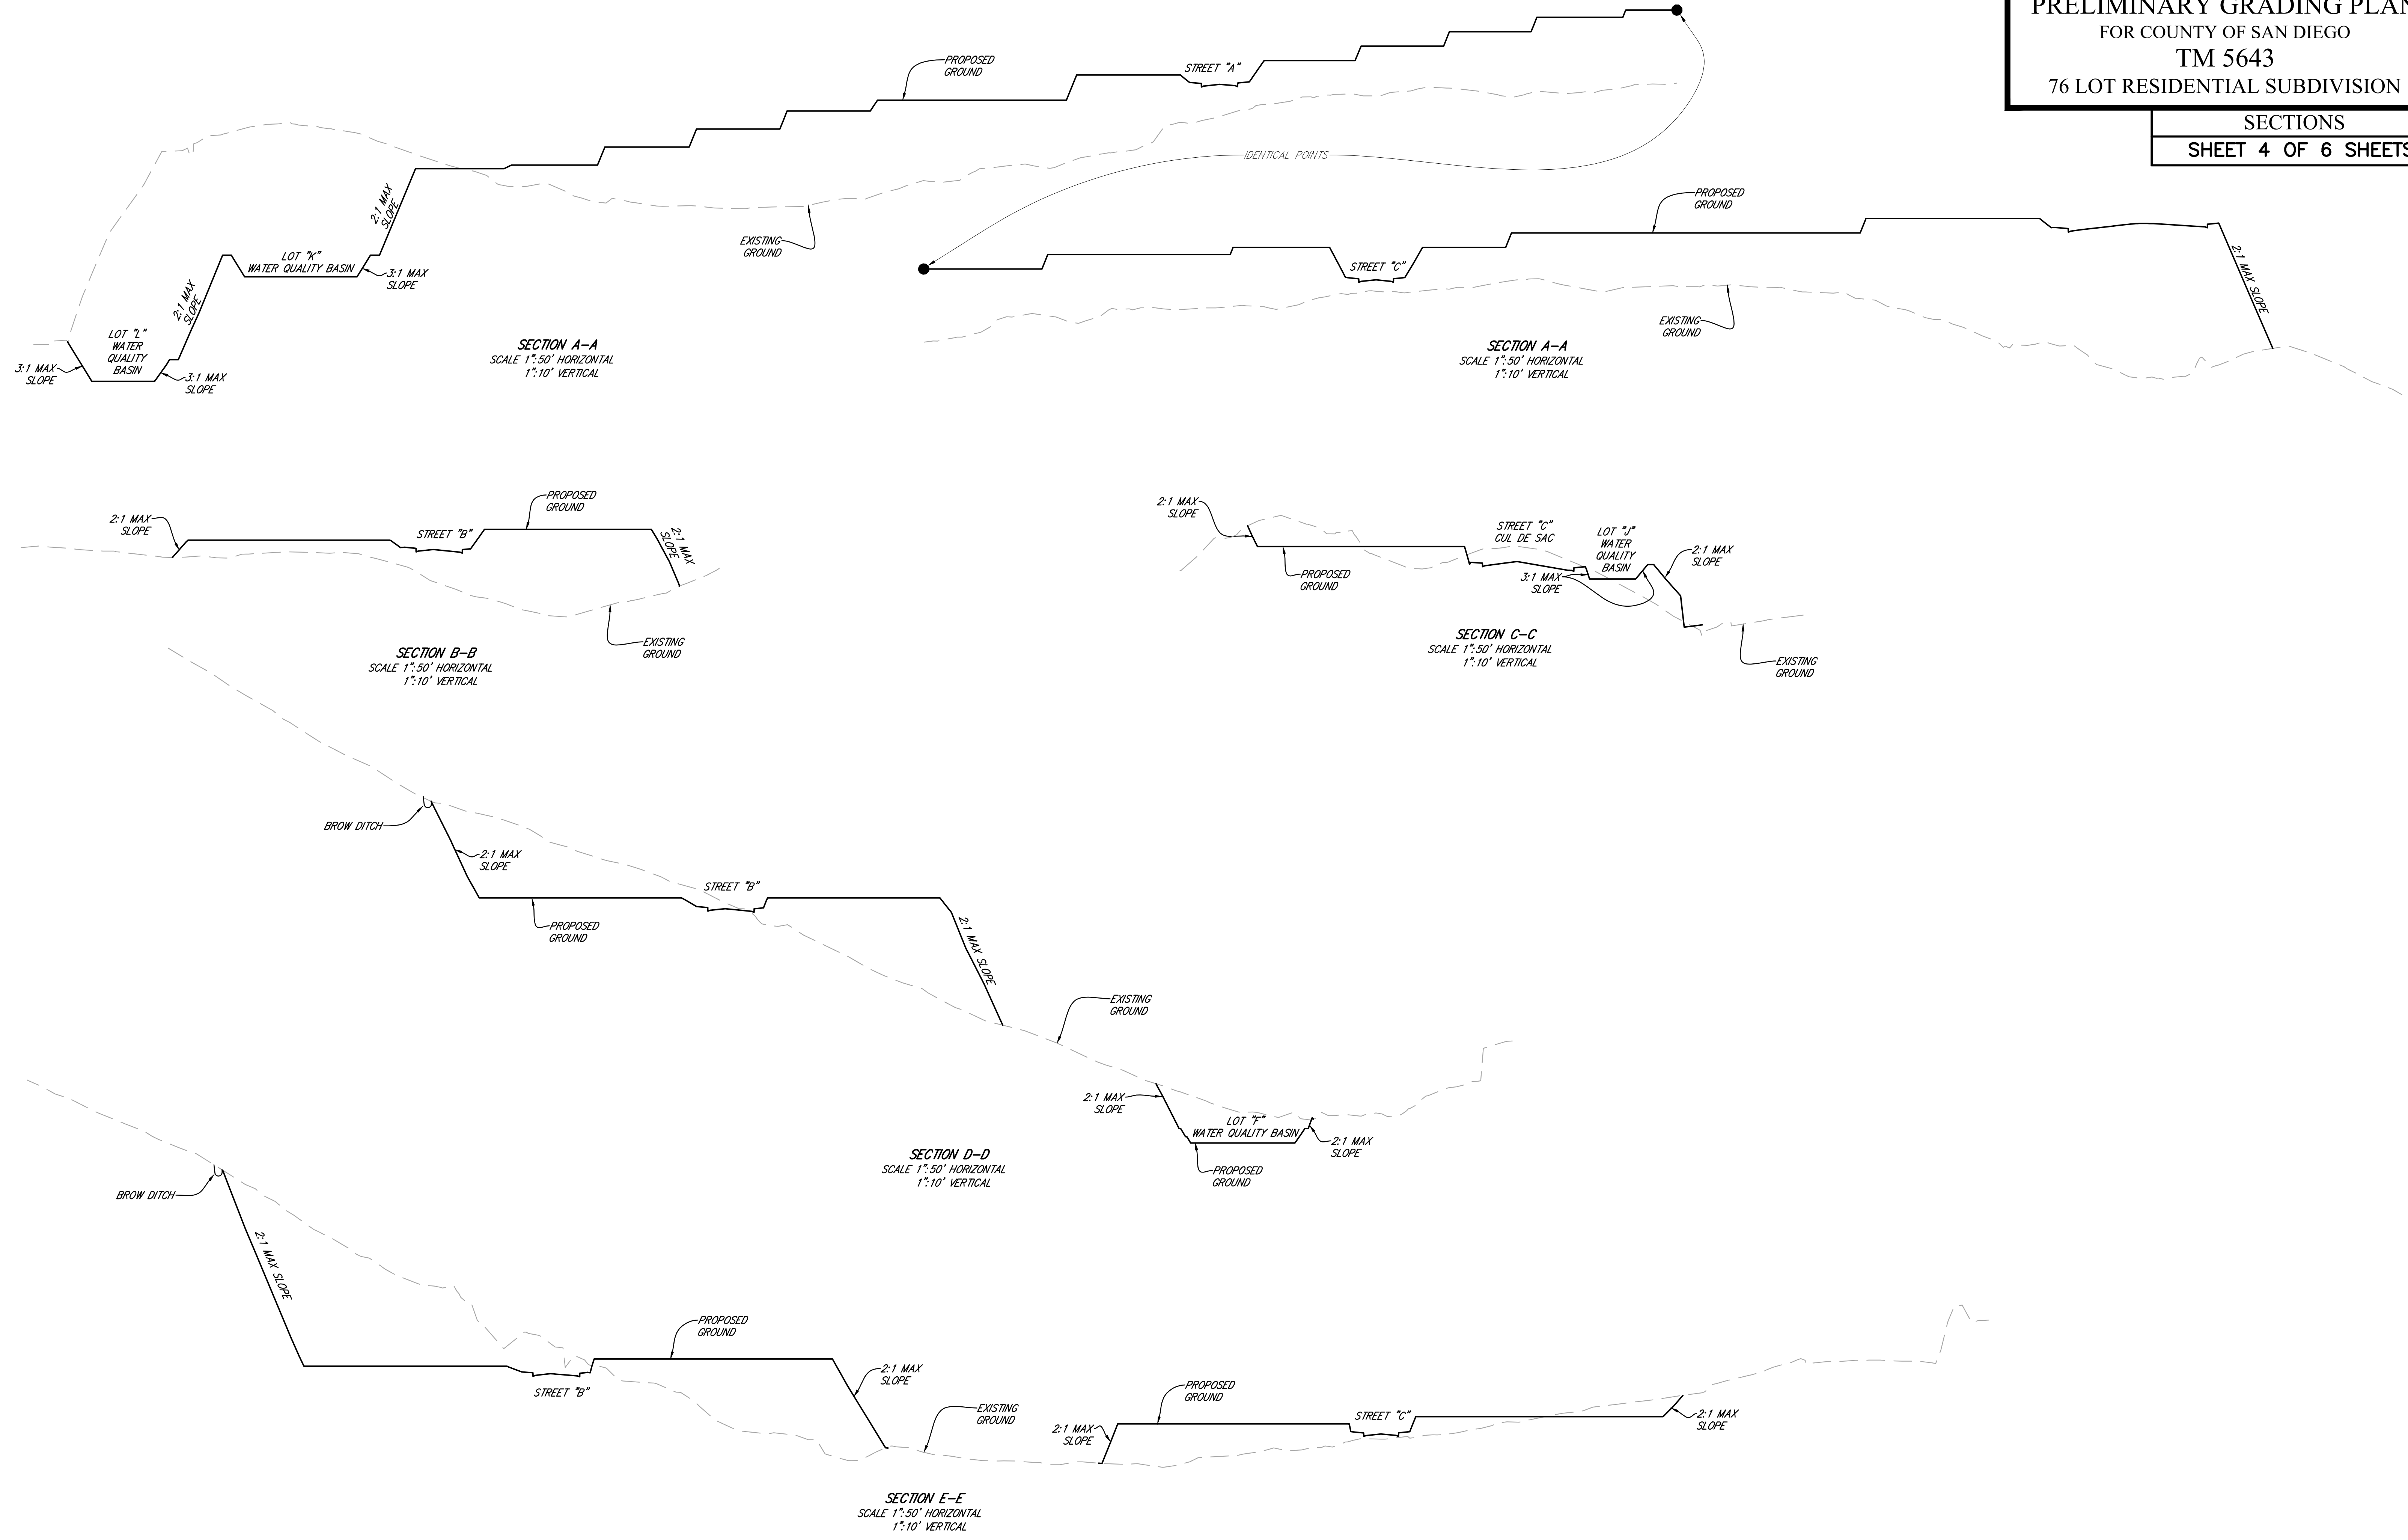 PRELIMINARY GRADING PLAN
FOR COUNTY OF SAN DIEGO
TM 5643
76 LOT RESIDENTIAL SUBDIVISION
SECTIONS
SHEET 4 OF 6 SHEETS
PROPOSED
GROUND
STREET "A"
IDENTICAL POINTS
2:1 MAX
SLOPE
EXISTING
GROUND
LOT "K"
WATER QUALITY BASIN
3:1 MAX
SLOPE
2:1 MAX
SLOPE
LOT "L"
WATER
QUALITY
BASIN
3:1 MAX
SLOPE
3:1 MAX
SLOPE
SECTION A-A
SCALE 1":50' HORIZONTAL
1":10' VERTICAL
PROPOSED
GROUND
STREET "C"
2:1 MAX SLOPE
EXISTING
GROUND
SECTION A-A
SCALE 1":50' HORIZONTAL
1":10' VERTICAL
2:1 MAX
SLOPE
STREET "B"
PROPOSED
GROUND
2:1 MAX
SLOPE
EXISTING
GROUND
SECTION B-B
SCALE 1":50' HORIZONTAL
1":10' VERTICAL
2:1 MAX
SLOPE
PROPOSED
GROUND
STREET "C"
CUL DE SAC
LOT "J"
WATER
QUALITY
BASIN
3:1 MAX
SLOPE
2:1 MAX
SLOPE
EXISTING
GROUND
SECTION C-C
SCALE 1":50' HORIZONTAL
1":10' VERTICAL
BROW DITCH
2:1 MAX
SLOPE
PROPOSED
GROUND
STREET "B"
2:1 MAX SLOPE
EXISTING
GROUND
2:1 MAX
SLOPE
LOT "F"
WATER QUALITY BASIN
2:1 MAX
SLOPE
PROPOSED
GROUND
SECTION D-D
SCALE 1":50' HORIZONTAL
1":10' VERTICAL
BROW DITCH
2:1 MAX SLOPE
STREET "B"
PROPOSED
GROUND
2:1 MAX
SLOPE
EXISTING
GROUND
2:1 MAX
SLOPE
PROPOSED
GROUND
STREET "C"
2:1 MAX
SLOPE
SECTION E-E
SCALE 1":50' HORIZONTAL
1":10' VERTICAL